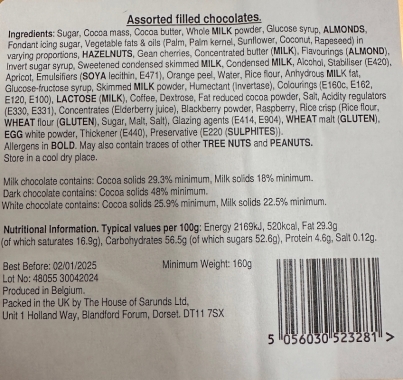 Assorted filled chocolates.
Ingredients: Sugar, Cocoa mass, Cocoa butter, Whole MILK powder, Glucose syrup, ALMONDS,
Fondant icing sugar, Vegetable fats & oils (Palm, Palm kernel, Sunflower, Coconut, Rapeseed) in
varying proportions, HAZELNUTS, Gean cherries, Concentrated butter (MILK), Flavourings (ALMOND),
Invert sugar syrup, Sweetened condensed skimmed MILK, Condensed MILK, Alcohol, Stabiliser (E420),
Apricot, Emulsifiers (SOYA lecithin, E471), Orange peel, Water, Rice flour, Anhydrous MILK fat,
Glucose-fructose syrup, Skimmed MILK powder, Humectant (Invertase), Colourings (E160c, E162,
E120, E100), LACTOSE (MILK), Coffee, Dextrose, Fat reduced cocoa powder, Salt, Acidity regulators
(E330, E331), Concentrates (Elderberry juice), Blackberry powder, Raspberry, Rice crisp (Rice flour,
WHEAT flour (GLUTEN), Sugar, Malt, Salt), Glazing agents (E414, E904), WHEAT malt (GLUTEN),
EGG white powder, Thickener (E440), Preservative (E220 (SULPHITES)).
Allergens in BOLD. May also contain traces of other TREE NUTS and PEANUTS.
Store in a cool dry place.
Milk chocolate contains: Cocoa solids 29.3% minimum, Milk solids 18% minimum.
Dark chocolate contains: Cocoa solids 48% minimum.
White chocolate contains: Cocoa solids 25.9% minimum, Milk solids 22.5% minimum.
Nutritional Information. Typical values per 100g: Energy 2169kJ, 520kcal, Fat 29.3g
(of which saturates 16.9g), Carbohydrates 56.5g (of which sugars 52.6g), Protein 4.6g, Salt 0.12g.
Best Before: 02/01/2025 Minimum Weight: 160g
Lot No: 48055 30042024
Produced in Belgium.
Packed in the UK by The House of Sarunds Ltd,
Unit 1 Holland Way, Blandford Forum, Dorset. DT11 7SX
5 056030 523281 >